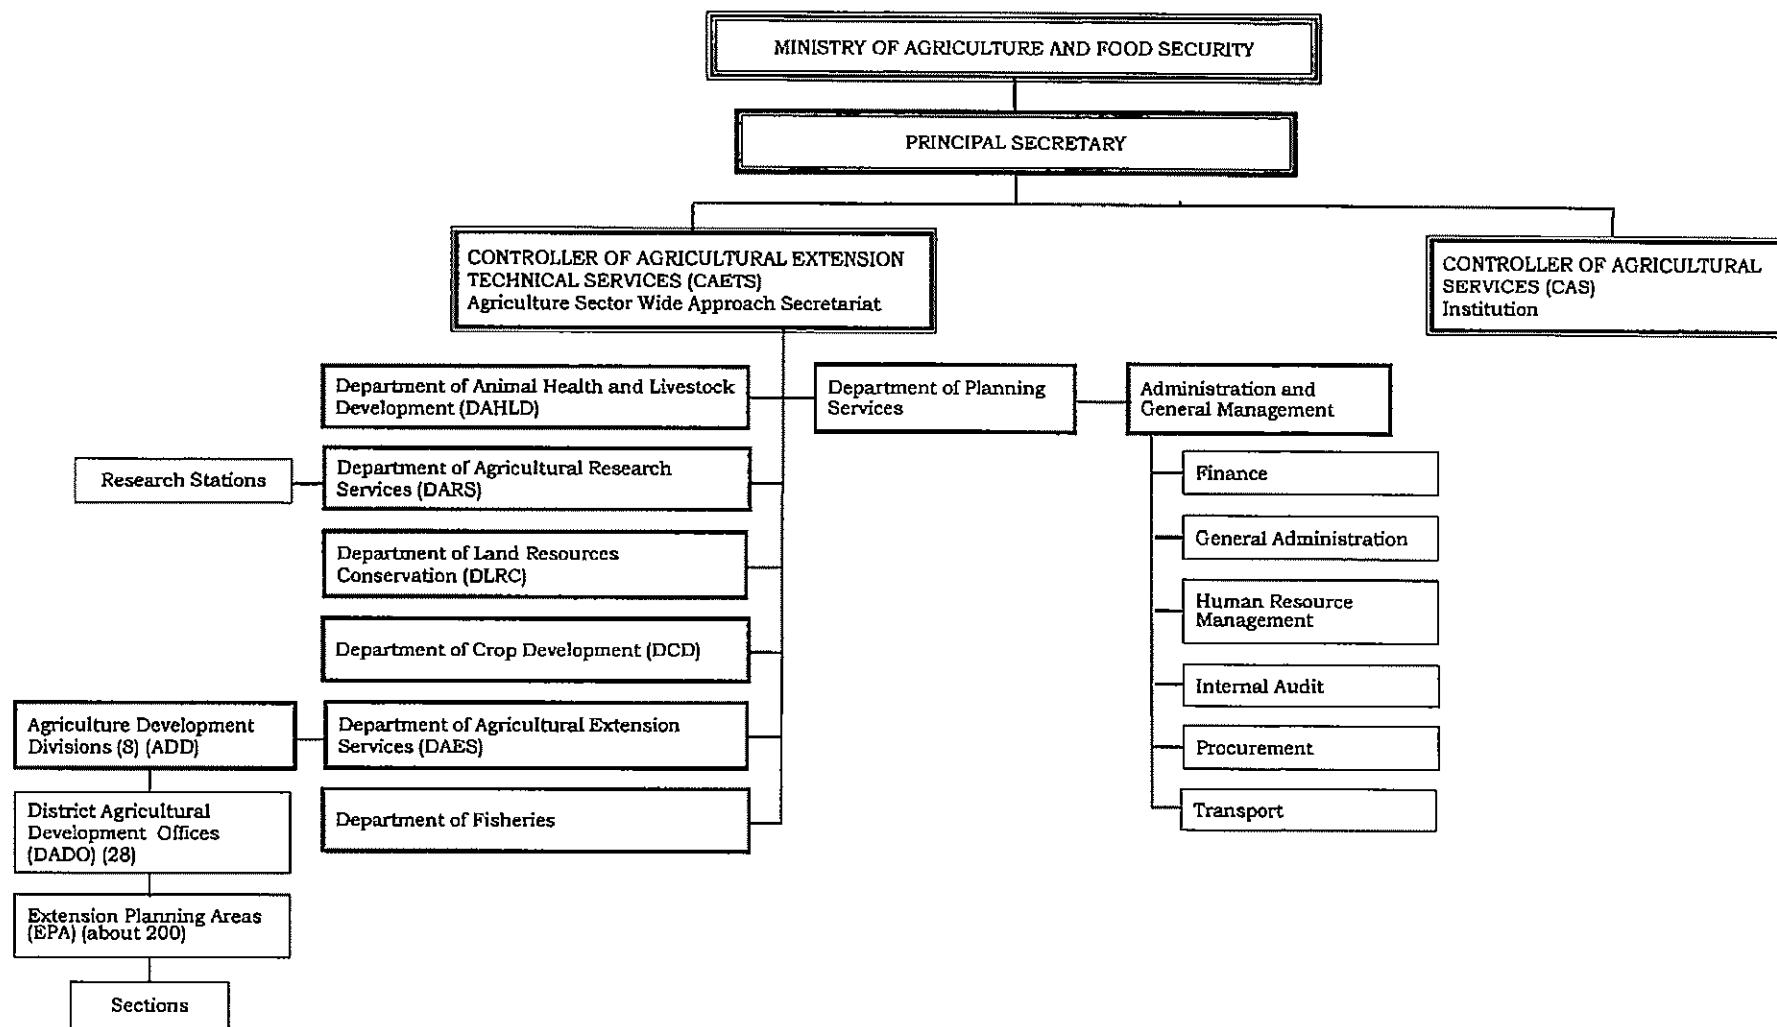 MINISTRY OF AGRICULTURE AND FOOD SECURITY
PRINCIPAL SECRETARY
CONTROLLER OF AGRICULTURAL EXTENSION
TECHNICAL SERVICES (CAETS)
Agriculture Sector Wide Approach Secretariat
CONTROLLER OF AGRICULTURAL
SERVICES (CAS)
Institution
Department of Animal Health and Livestock
Development (DAHLD)
Department of Planning
Services
Administration and
General Management
Research Stations
Department of Agricultural Research
Services (DARS)
Finance
Department of Land Resources
Conservation (DLRC)
General Administration
Human Resource
Management
Department of Crop Development (DCD)
Internal Audit
Agriculture Development
Divisions (8) (ADD)
Department of Agricultural Extension
Services (DAES)
Procurement
District Agricultural
Development Offices
(DADO) (28)
Department of Fisheries
Transport
Extension Planning Areas
(EPA) (about 200)
Sections